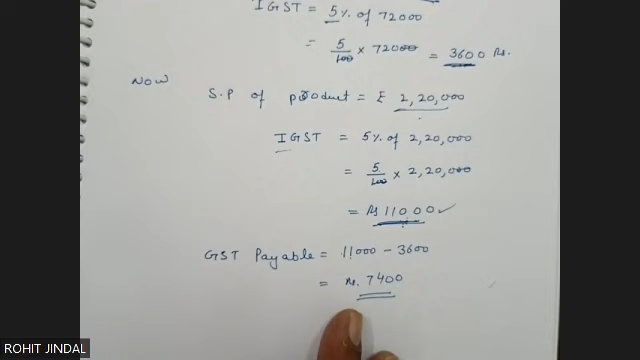 IGST = 5% of 72000
= 5/100 × 72000 = 3600 Rs.
NOW
S.P of product = ₹ 2,20,000
IGST = 5% of 2,20,000
= 5/100 × 2,20,000
= Rs 11000 ✓
GST Payable = 11000 - 3600
= Rs. 7400
ROHIT JINDAL